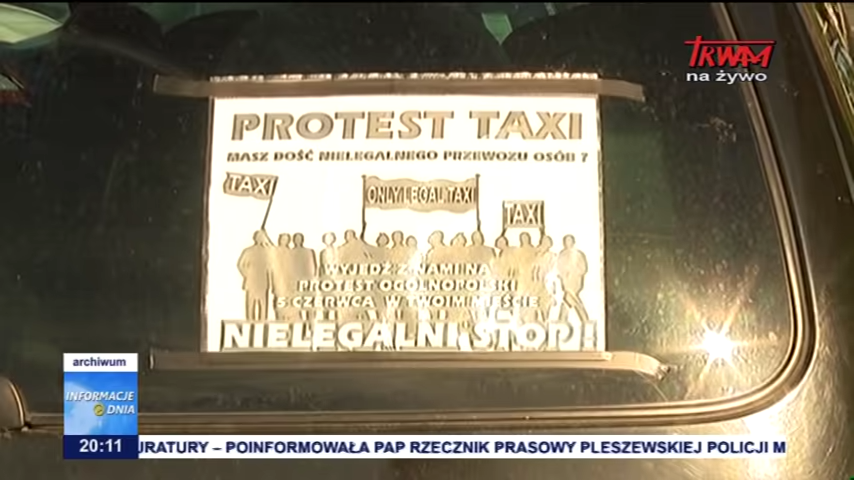 TRWAM
na żywo
PROTEST TAXI
MASZ DOŚĆ NIELEGALNEGO PRZEWOZU OSÓB ?
TAXI
ONLY LEGAL TAXI
TAXI
WYJEDŹ Z NAMI NA
PROTEST OGÓLNOPOLSKI
5 CZERWCA W TWOIM MIEŚCIE
NIELEGALNI STOP!!
archiwum
INFORMACJE
DNIA
20:11
URATURY – POINFORMOWAŁA PAP RZECZNIK PRASOWY PLESZEWSKIEJ POLICJI M